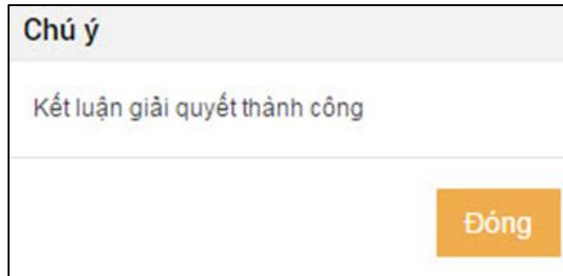 Chú ý
Kết luận giải quyết thành công
Đóng